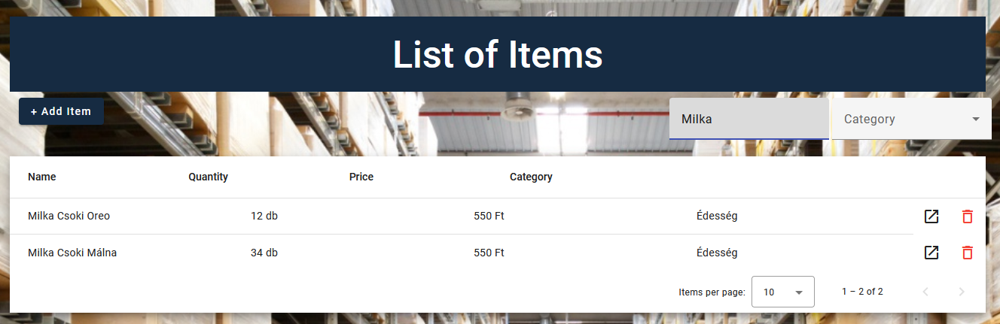 List of Items
+ Add Item
Milka
Category
Name Quantity Price Category
Milka Csoki Oreo 12 db 550 Ft Édesség
Milka Csoki Málna 34 db 550 Ft Édesség
Items per page: 10 1 – 2 of 2